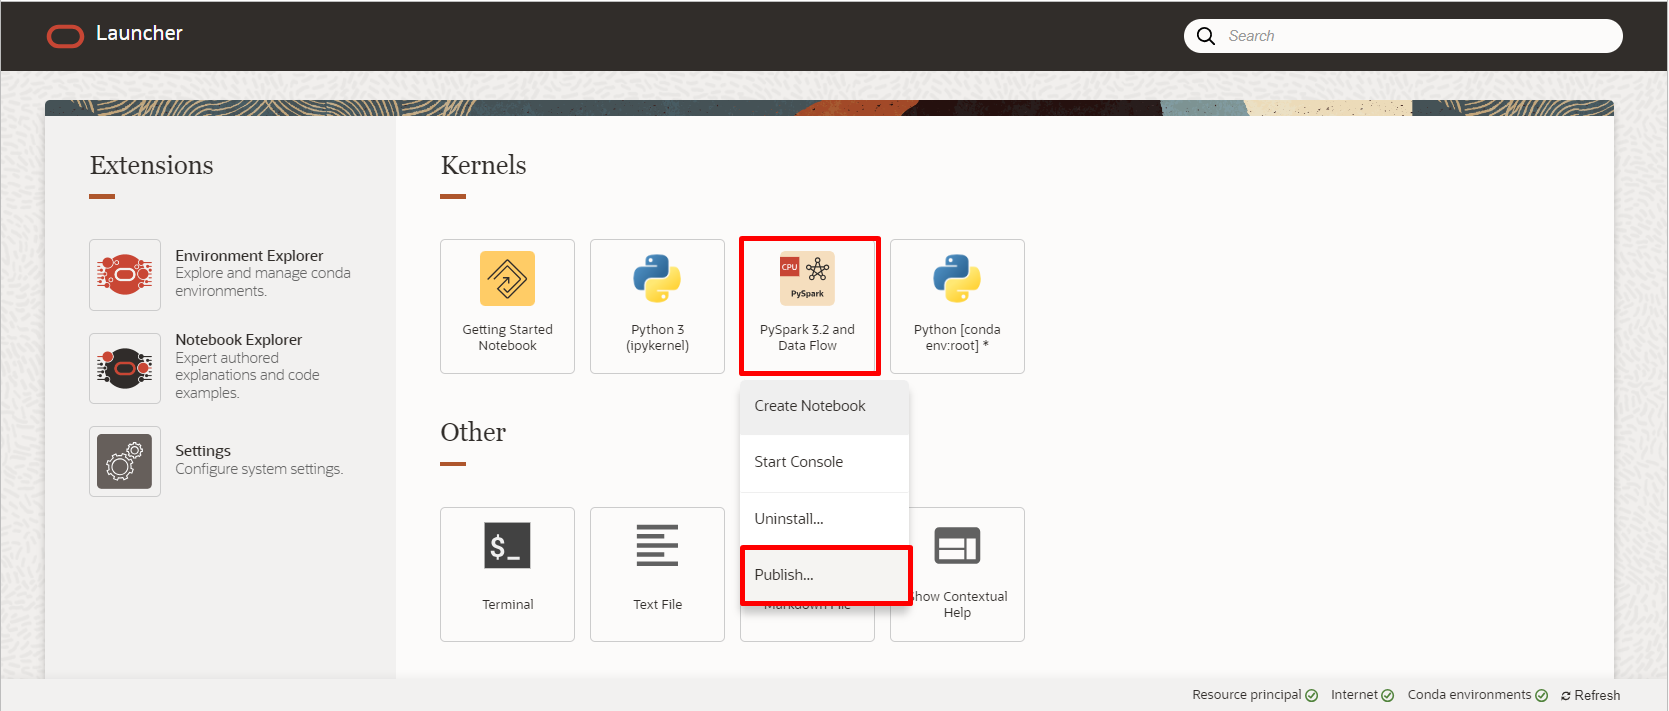 Launcher
Search
Extensions
Environment Explorer
Explore and manage conda
environments.
Notebook Explorer
Expert authored
explanations and code
examples.
Settings
Configure system settings.
Kernels
Getting Started
Notebook
Python 3
(ipykernel)
CPU
PySpark
PySpark 3.2 and
Data Flow
Python [conda
env:root] *
Create Notebook
Start Console
Uninstall...
Publish...
Other
$_
Terminal
Text File
Markdown File
Show Contextual
Help
Resource principal
Internet
Conda environments
Refresh